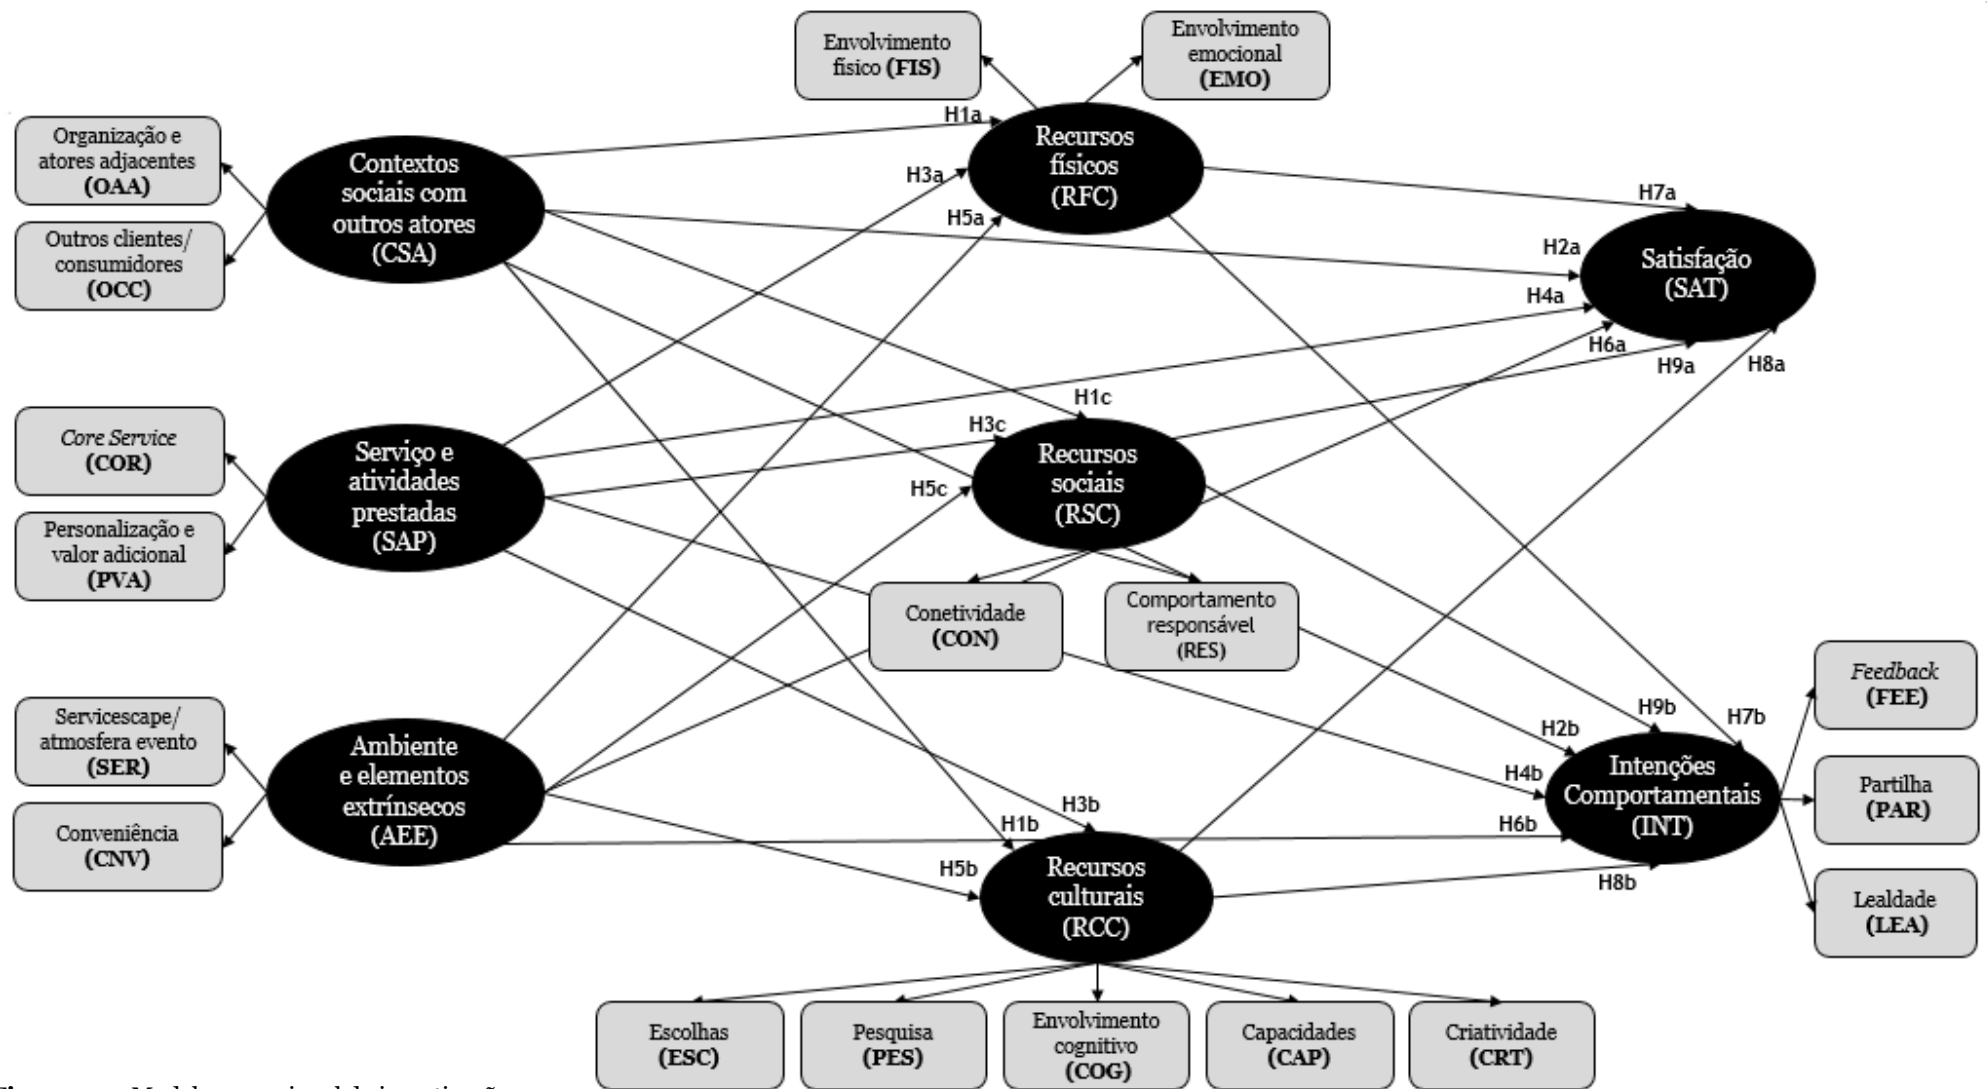 Envolvimento
físico (FIS)
Envolvimento
emocional
(EMO)
Organização e
atores adjacentes
(OAA)
Outros clientes/
consumidores
(OCC)
Contextos
sociais com
outros atores
(CSA)
H1a
H3a
H5a
Recursos
físicos
(RFC)
H7a
H2a
H4a
H6a
H9a
H8a
Satisfação
(SAT)
Core Service
(COR)
Personalização e
valor adicional
(PVA)
Serviço e
atividades
prestadas
(SAP)
H1c
H3c
H5c
Recursos
sociais
(RSC)
Conetividade
(CON)
Comportamento
responsável
(RES)
Servicescape/
atmosfera evento
(SER)
Conveniência
(CNV)
Ambiente
e elementos
extrínsecos
(AEE)
H3b
H1b
H5b
Recursos
culturais
(RCC)
H9b
H7b
H2b
H4b
H6b
H8b
Intenções
Comportamentais
(INT)
Feedback
(FEE)
Partilha
(PAR)
Lealdade
(LEA)
Escolhas
(ESC)
Pesquisa
(PES)
Envolvimento
cognitivo
(COG)
Capacidades
(CAP)
Criatividade
(CRT)